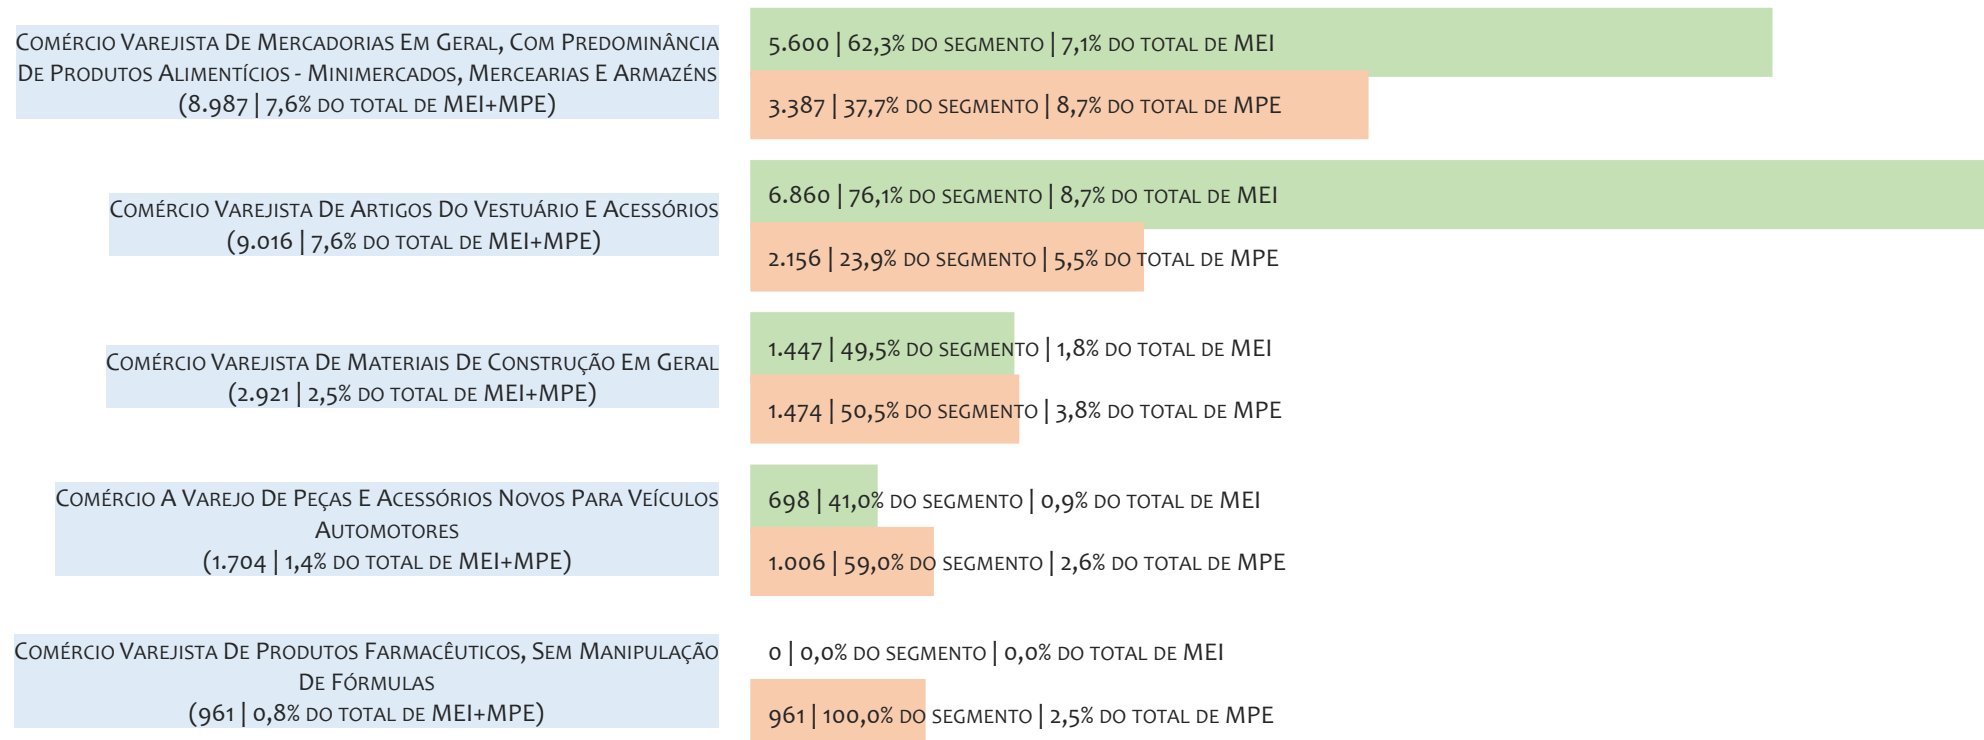 Comércio Varejista De Mercadorias Em Geral, Com Predominância
De Produtos Alimentícios - Minimercados, Mercearias E Armazéns
(8.987 | 7,6% do total de MEI+MPE)
5.600 | 62,3% do segmento | 7,1% do total de MEI
3.387 | 37,7% do segmento | 8,7% do total de MPE
Comércio Varejista De Artigos Do Vestuário E Acessórios
(9.016 | 7,6% do total de MEI+MPE)
6.860 | 76,1% do segmento | 8,7% do total de MEI
2.156 | 23,9% do segmento | 5,5% do total de MPE
Comércio Varejista De Materiais De Construção Em Geral
(2.921 | 2,5% do total de MEI+MPE)
1.447 | 49,5% do segmento | 1,8% do total de MEI
1.474 | 50,5% do segmento | 3,8% do total de MPE
Comércio A Varejo De Peças E Acessórios Novos Para Veículos
Automotores
(1.704 | 1,4% do total de MEI+MPE)
698 | 41,0% do segmento | 0,9% do total de MEI
1.006 | 59,0% do segmento | 2,6% do total de MPE
Comércio Varejista De Produtos Farmacêuticos, Sem Manipulação
De Fórmulas
(961 | 0,8% do total de MEI+MPE)
0 | 0,0% do segmento | 0,0% do total de MEI
961 | 100,0% do segmento | 2,5% do total de MPE